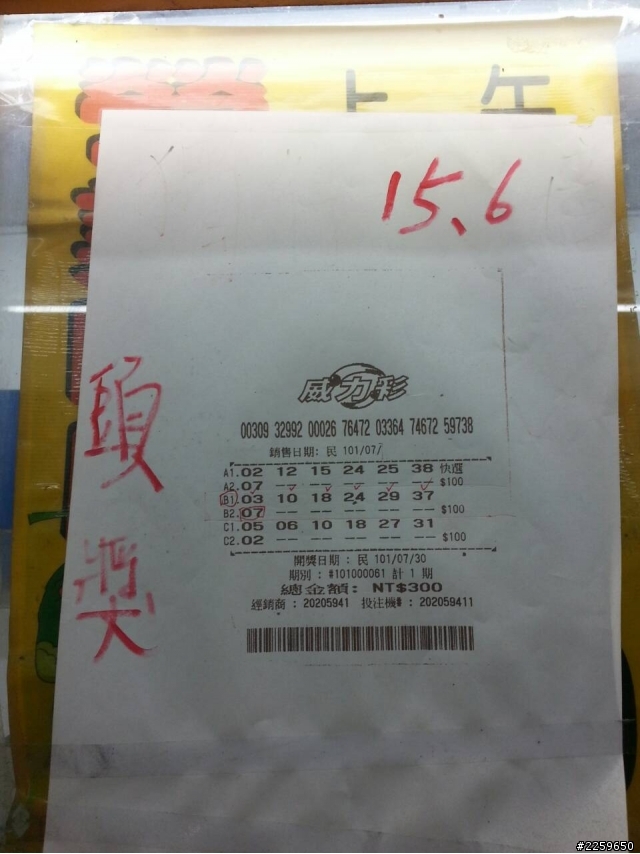 上午
15、6
頭獎
威力彩
00309 32992 00026 76472 03364 74672 59738
銷售日期: 民 101/07/
A1.02 12 15 24 25 38 快選
A2.07 -- -- -- -- -- $100
B1.03 10 18 24 29 37
B2.07 -- -- -- -- -- $100
C1.05 06 10 18 27 31
C2.02 -- -- -- -- -- $100
開獎日期: 民 101/07/30
期別: #101000061 計 1 期
總金額: NT$300
經銷商: 20205941 投注機#: 202059411
#2259650